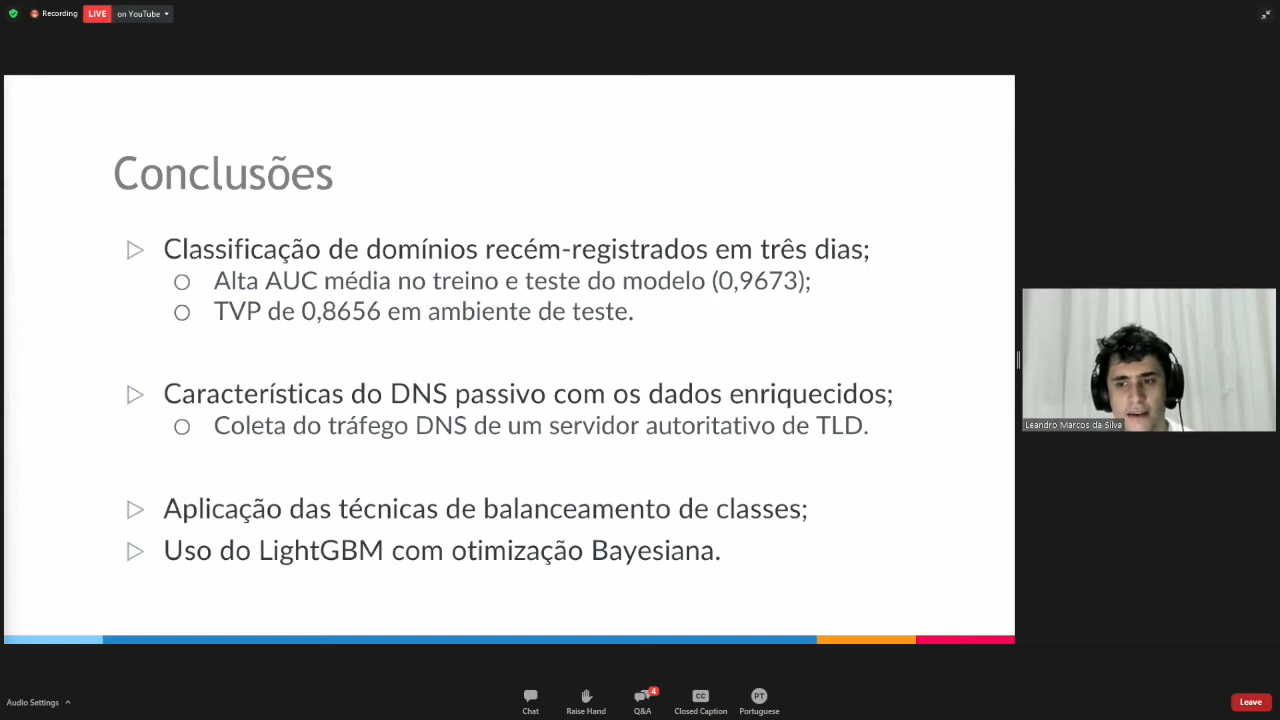 Recording
LIVE
on YouTube
Conclusões
Classificação de domínios recém-registrados em três dias;
Alta AUC média no treino e teste do modelo (0,9673);
TVP de 0,8656 em ambiente de teste.
Características do DNS passivo com os dados enriquecidos;
Coleta do tráfego DNS de um servidor autoritativo de TLD.
Aplicação das técnicas de balanceamento de classes;
Uso do LightGBM com otimização Bayesiana.
Leandro Marcos da Silva
Audio Settings
Chat
Raise Hand
4
Q&A
CC
Closed Caption
PT
Portuguese
Leave